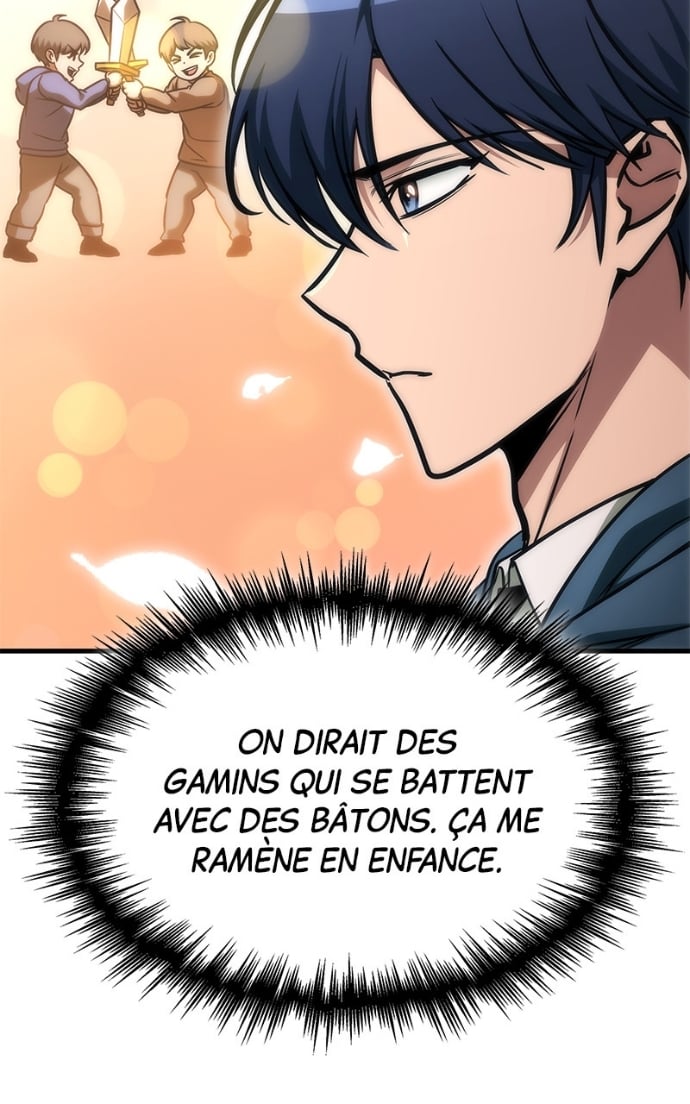 ON DIRAIT DES
GAMINS QUI SE BATTENT
AVEC DES BÂTONS. ÇA ME
RAMÈNE EN ENFANCE.